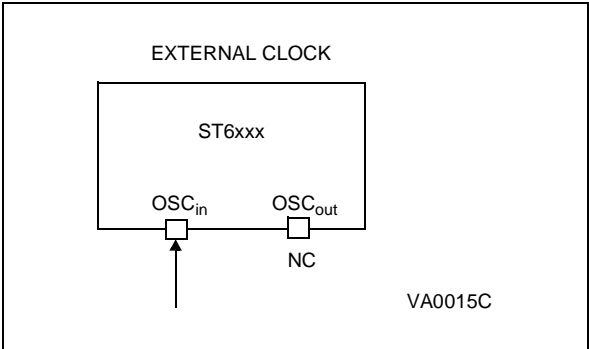 EXTERNAL CLOCK
ST6xxx
OSCin OSCout
NC
VA0015C